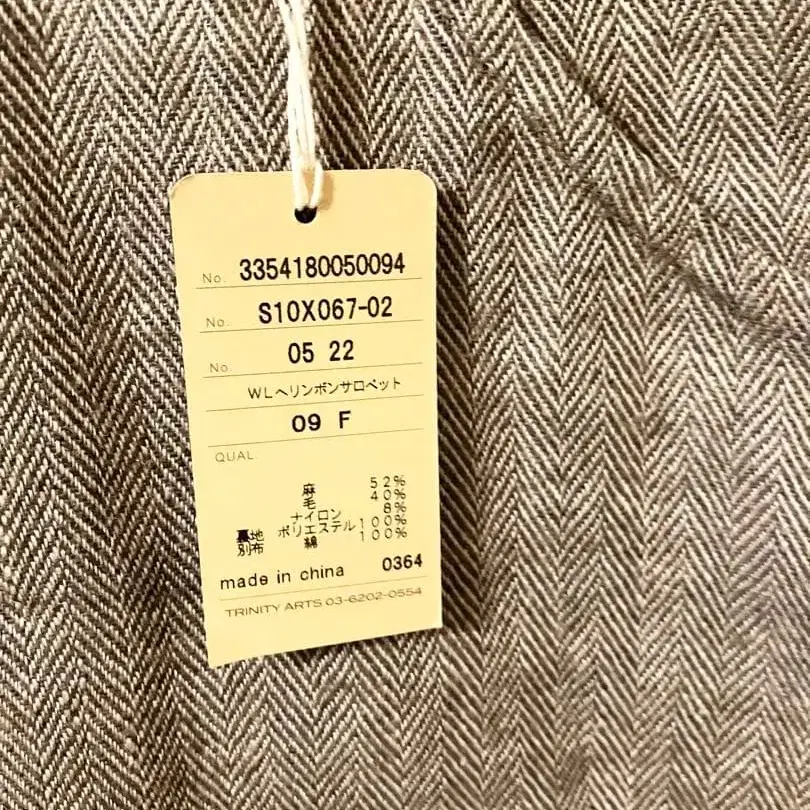 No. 3354180050094
No. S10X067-02
No. 05 22
WLヘリンボンサロペット
09 F
QUAL.
麻 52%
毛 40%
ナイロン 8%
裏地 ポリエステル 100%
別布 綿 100%
made in china 0364
TRINITY ARTS 03-6202-0554